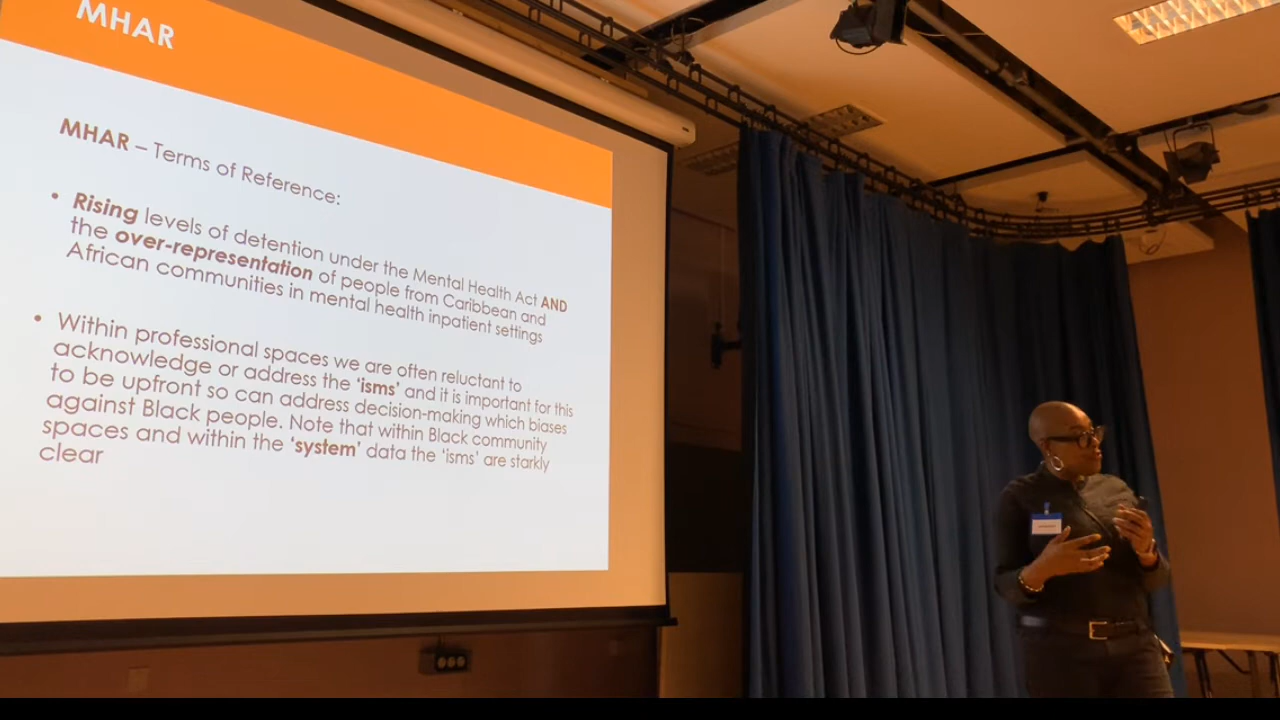 MHAR
MHAR – Terms of Reference:
• Rising levels of detention under the Mental Health Act AND
the over-representation of people from Caribbean and
African communities in mental health inpatient settings
• Within professional spaces we are often reluctant to
acknowledge or address the ‘isms’ and it is important for this
to be upfront so can address decision-making which biases
against Black people. Note that within Black community
spaces and within the ‘system’ data the ‘isms’ are starkly
clear